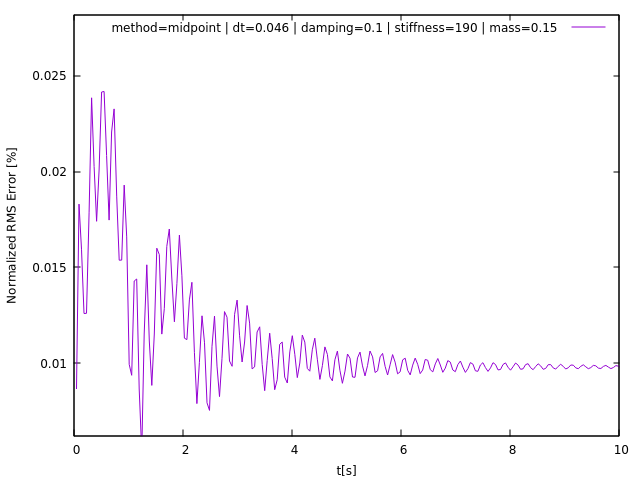 method=midpoint | dt=0.046 | damping=0.1 | stiffness=190 | mass=0.15
0.025
0.02
0.015
0.01
Normalized RMS Error [%]
0 2 4 6 8 10
t[s]